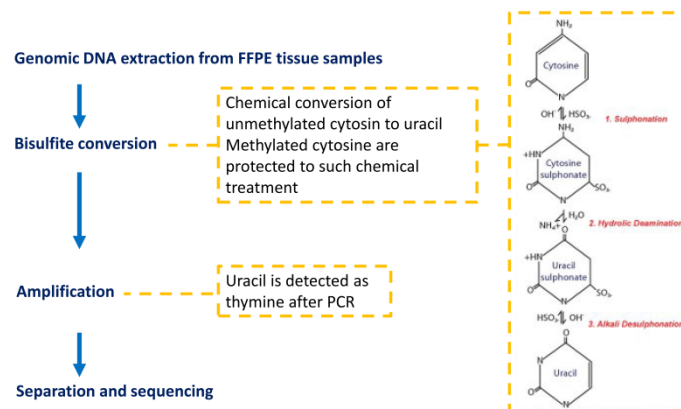 Genomic DNA extraction from FFPE tissue samples
Bisulfite conversion
Chemical conversion of
unmethylated cytosin to uracil
Methylated cytosine are
protected to such chemical
treatment
Amplification
Uracil is detected as
thymine after PCR
Separation and sequencing
NH₂
N
Cytosine
O
N
OH⁻ HSO₃⁻
1. Sulphonation
NH₂
+HN
Cytosine
sulphonate
O
N
SO₃-
H₂O
NH₄+
2. Hydrolic Deamination
O
+HN
Uracil
sulphonate
O
N
SO₃-
HSO₃- OH⁻
3. Alkali Desulphonation
O
N
Uracil
O
N